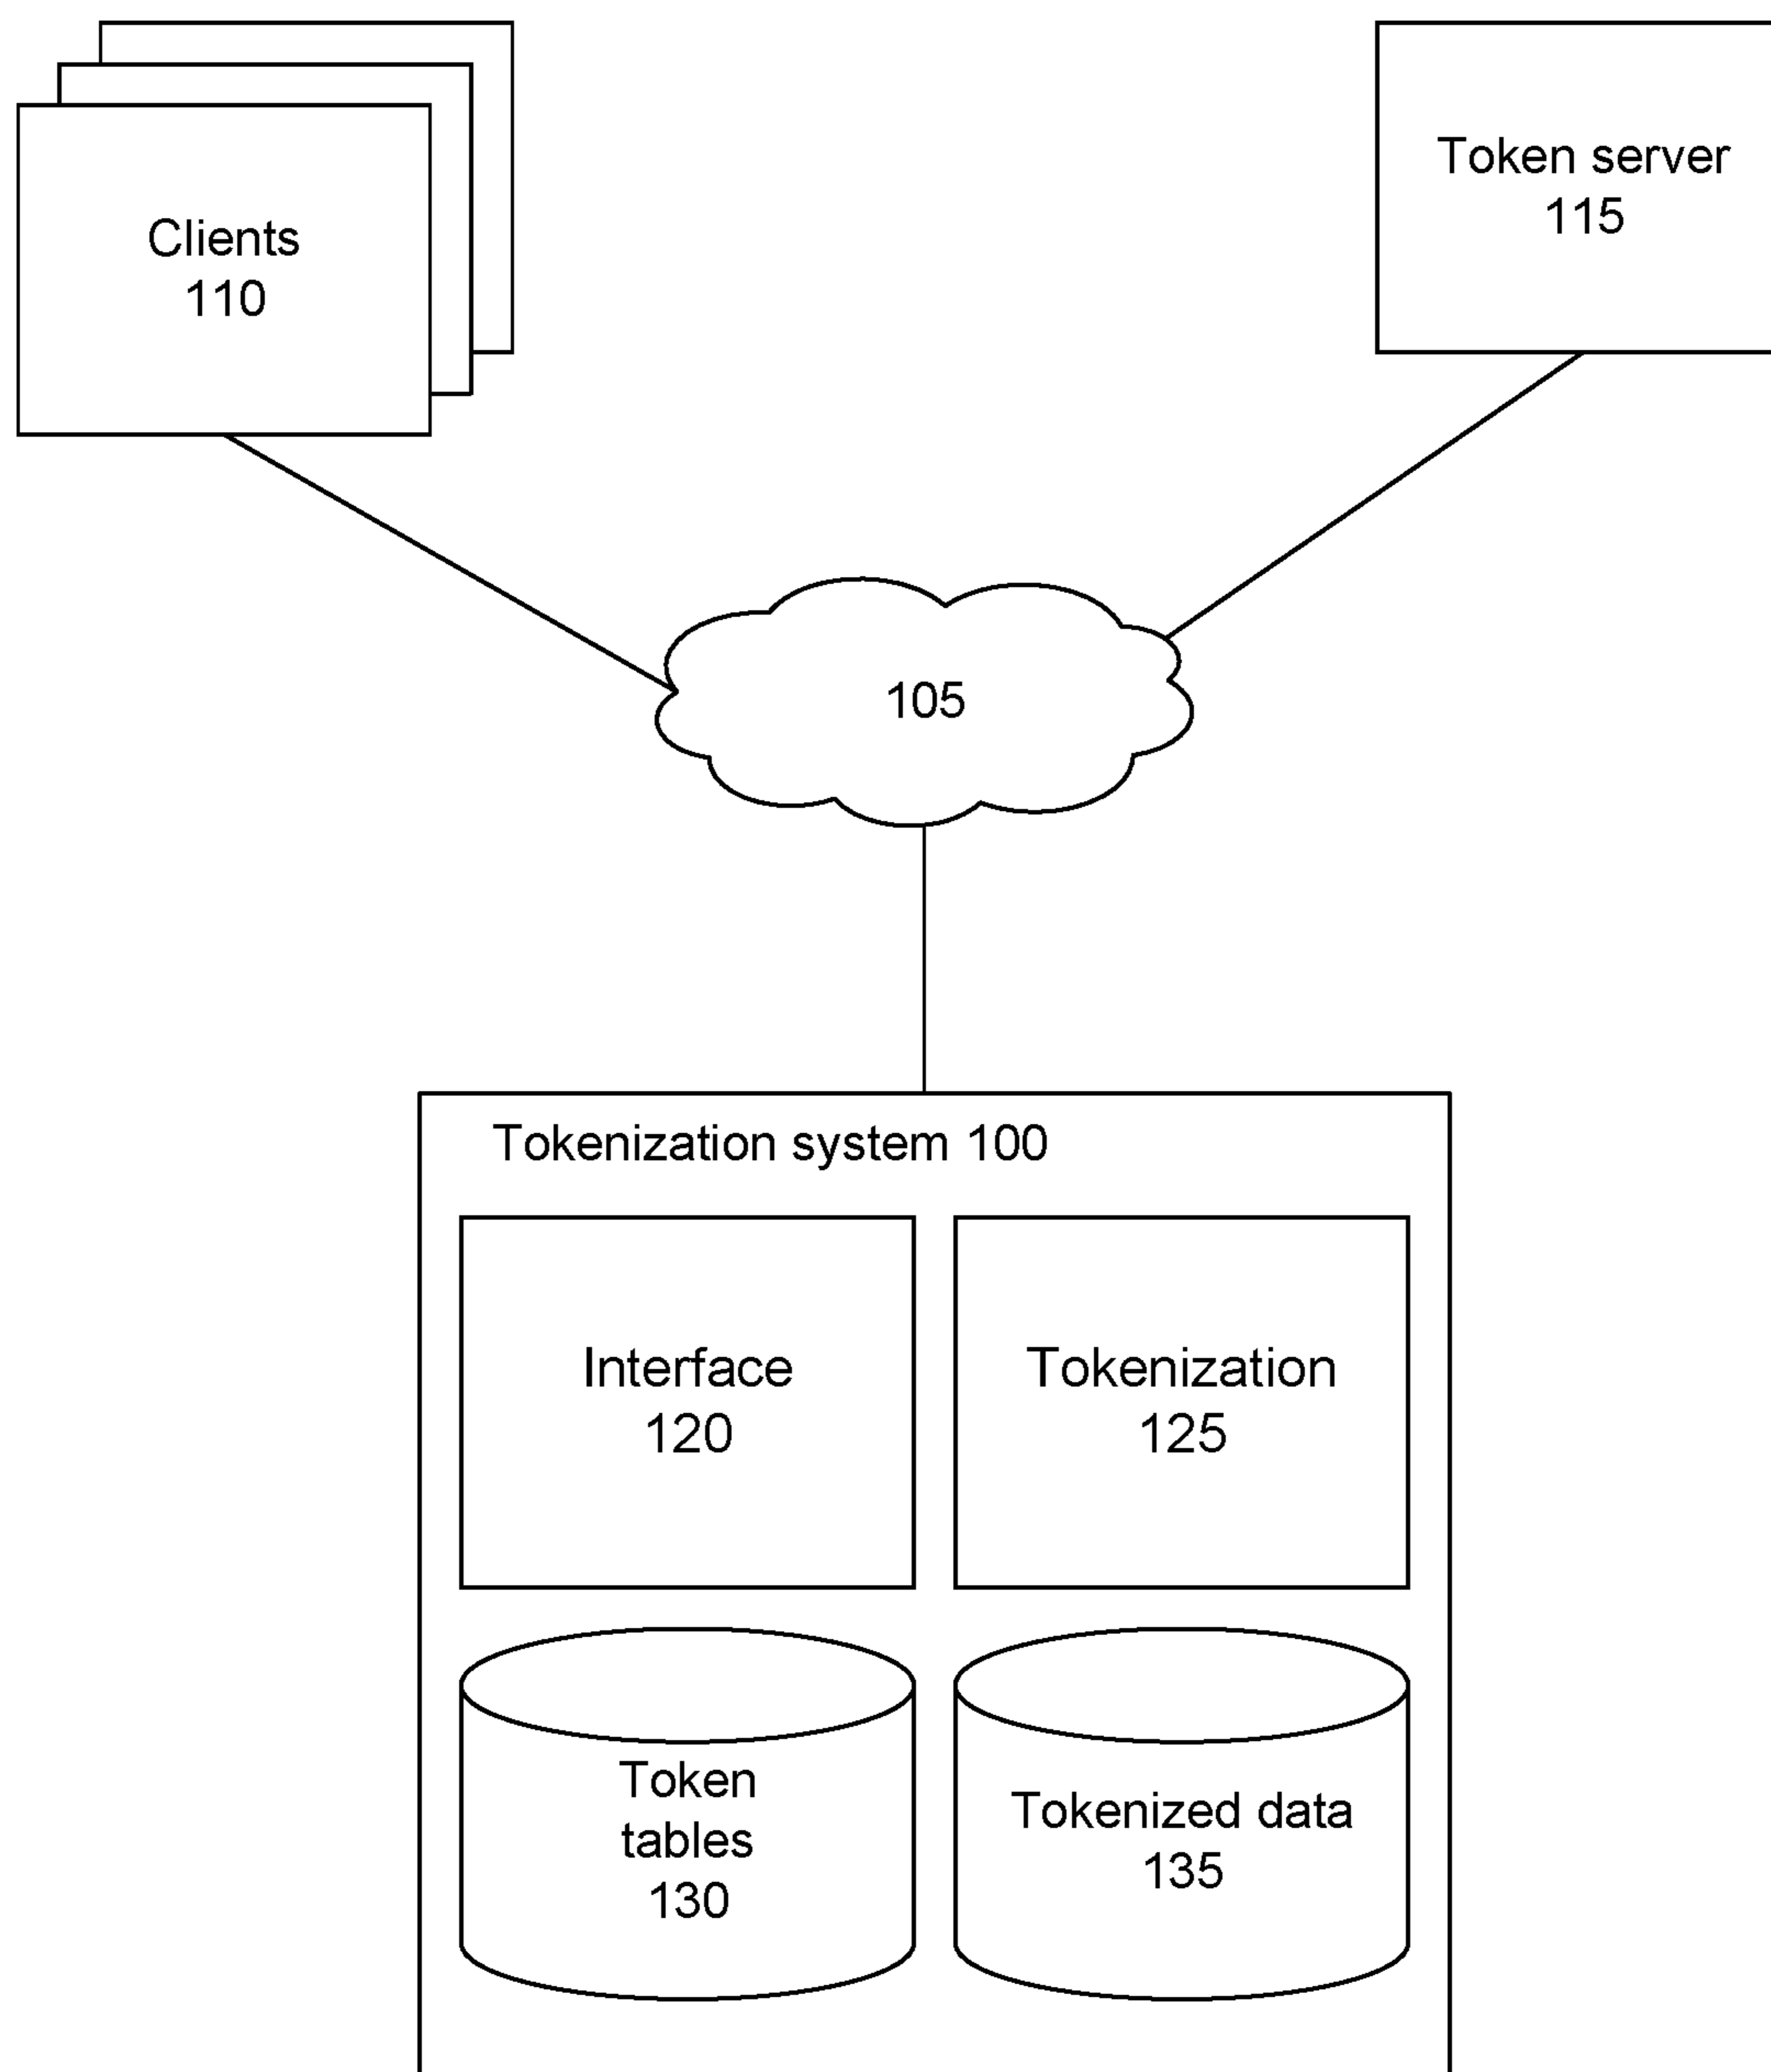 Clients
110
Token server
115
105
Tokenization system 100
Interface
120
Tokenization
125
Token
tables
130
Tokenized data
135